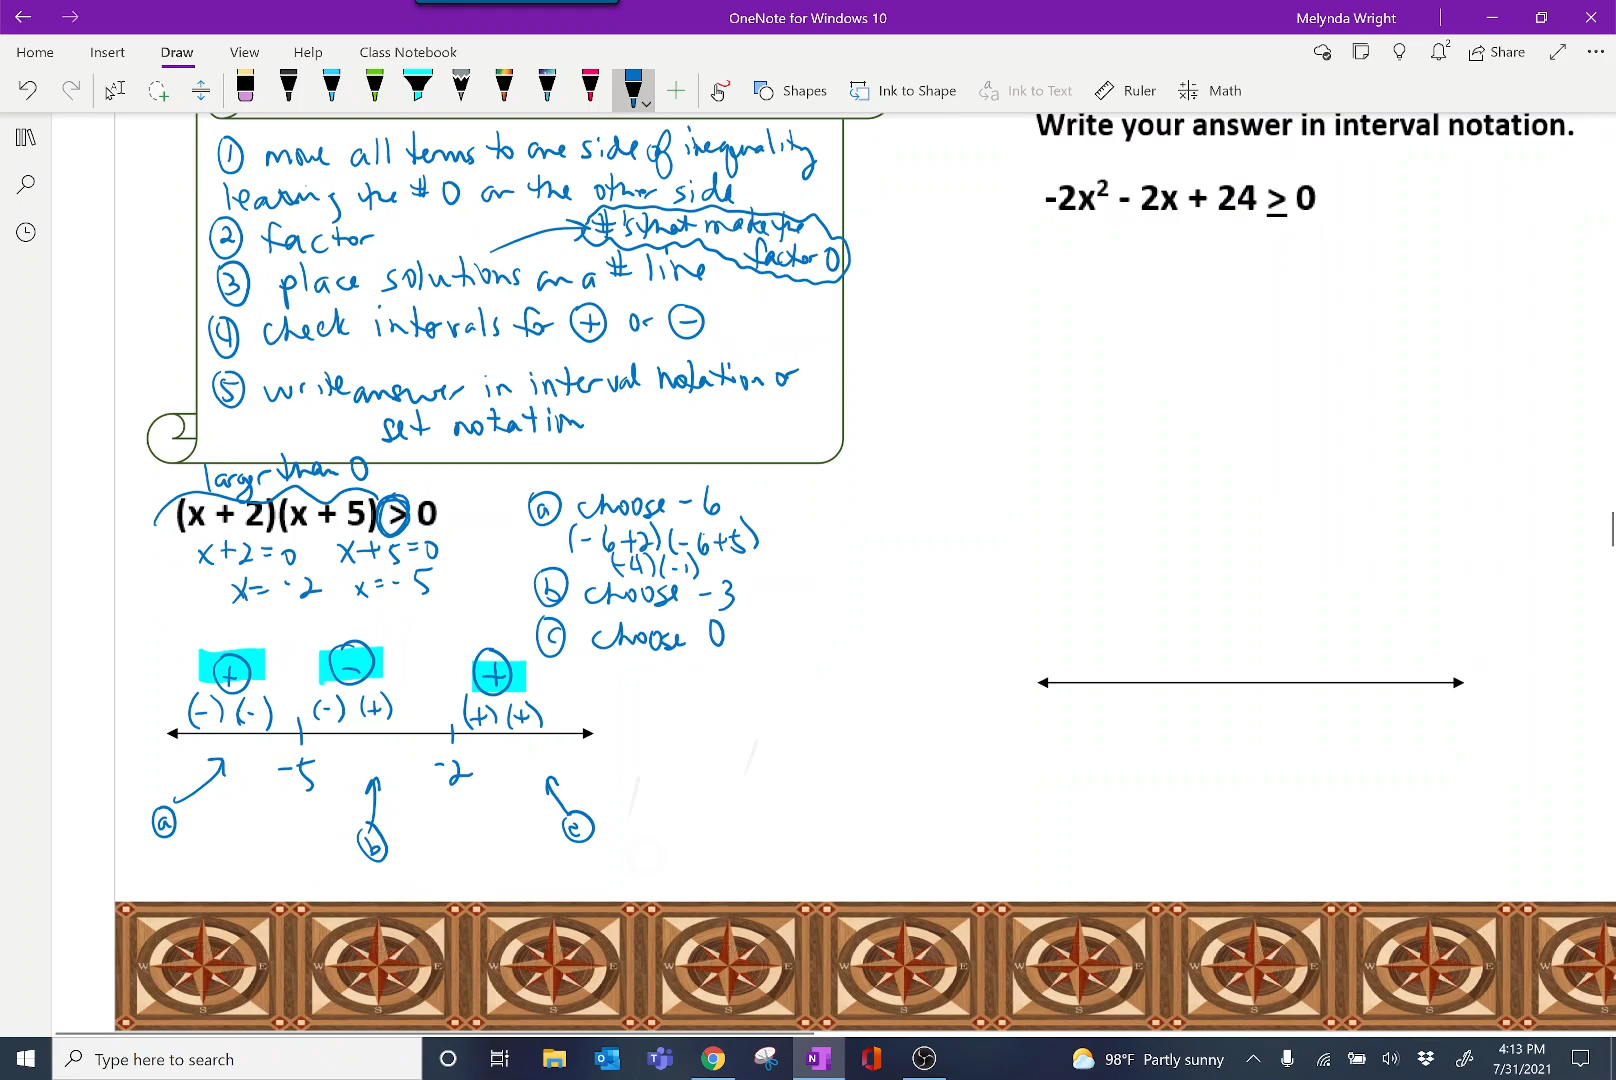 OneNote for Windows 10
Melynda Wright
Home Insert Draw View Help Class Notebook
2
Share
Shapes
Ink to Shape
Ink to Text
Ruler
Math
① move all terms to one side of inequality
leaving the # 0 on the other side
② factor
#'s that make the
factor 0
③ place solutions on a # line
④ check intervals for ⊕ or ⊖
⑤ write answer in interval notation or
set notation
larger than 0
(x + 2)(x + 5) > 0
x+2=0 x+5=0
x= -2 x=-5
ⓐ choose -6
(-6+2)(-6+5)
(-4)(-1)
ⓑ choose -3
ⓒ choose 0
+ - +
(-)(-) (-)(+) (+)(+)
-5 -2
ⓐ ⓑ ⓒ
Write your answer in interval notation.
-2x² - 2x + 24 ≥ 0
W E S
Type here to search
98°F Partly sunny
4:13 PM
7/31/2021